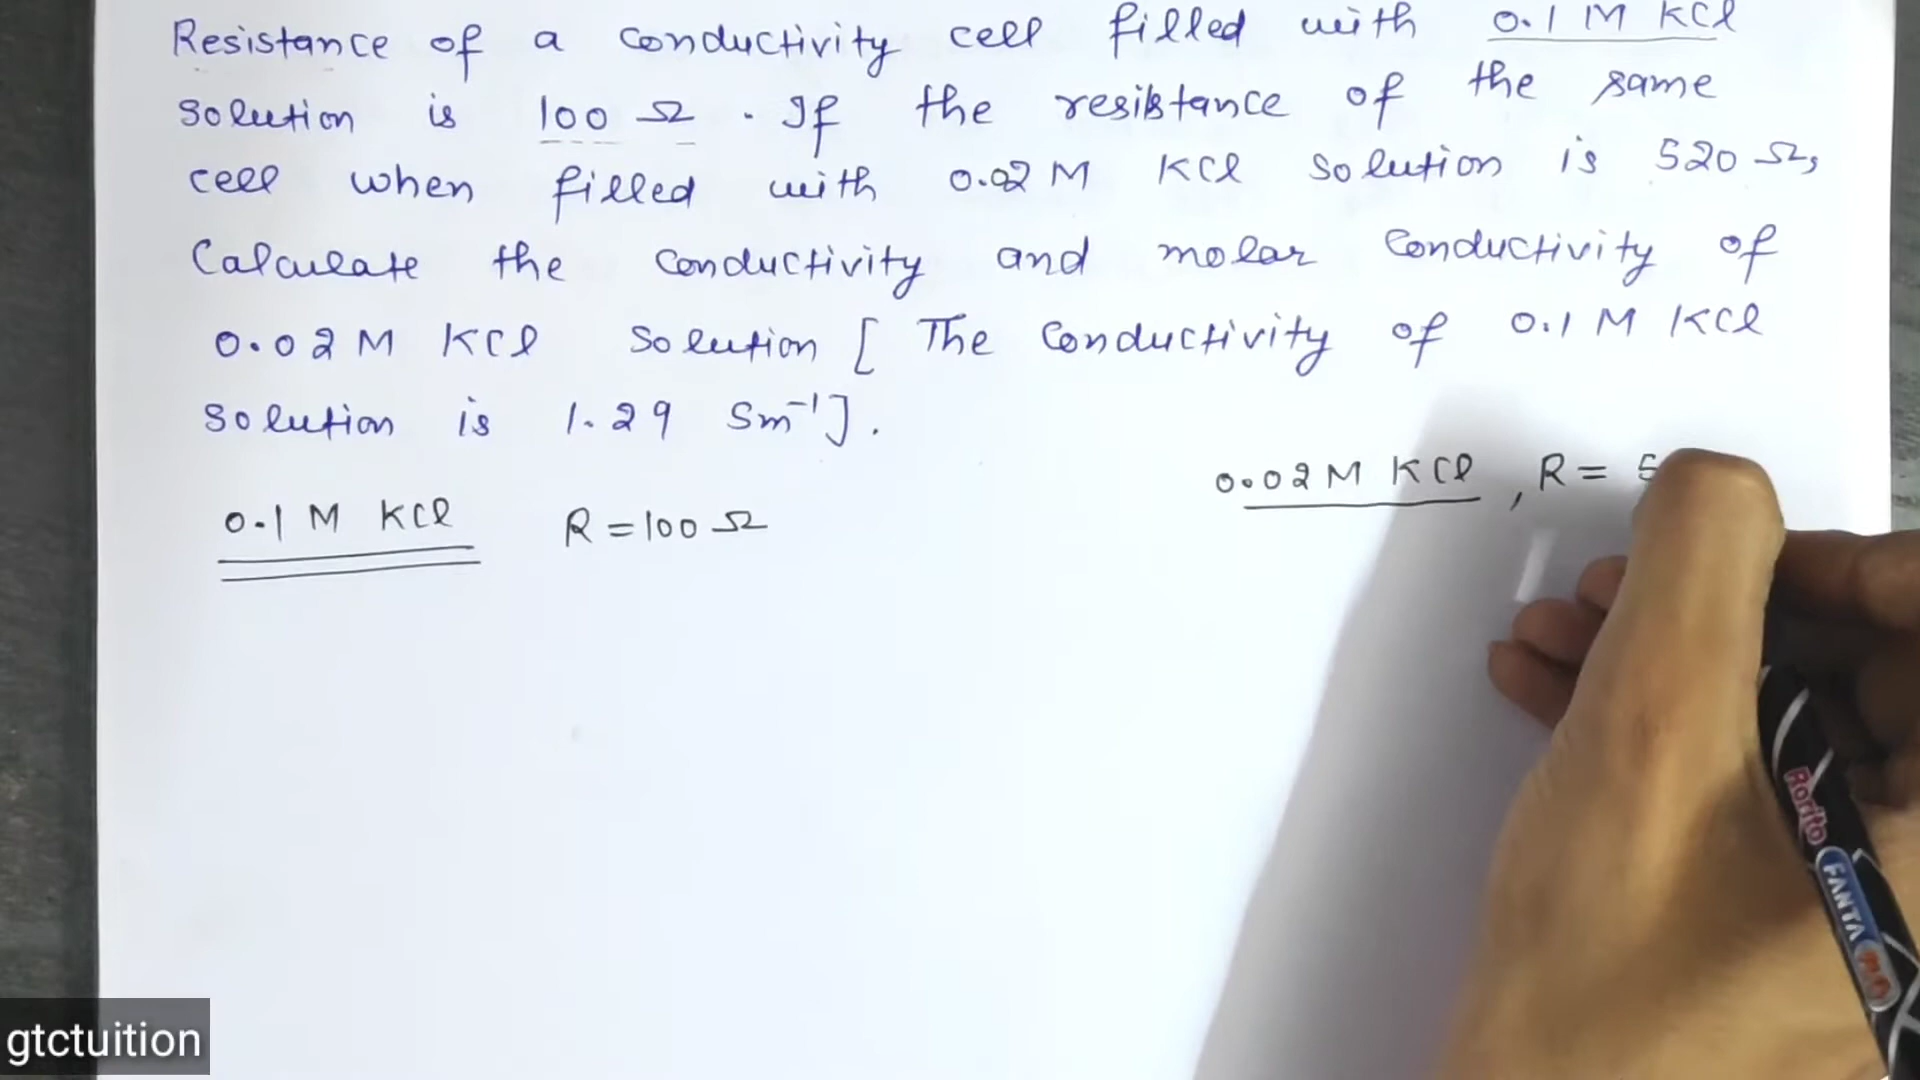 Resistance of a conductivity cell filled with 0.1 M KCl
solution is 100 Ω. If the resistance of the same
cell when filled with 0.02 M KCl solution is 520 Ω,
Calculate the conductivity and molar conductivity of
0.02 M KCl solution [ The conductivity of 0.1 M KCl
solution is 1.29 Sm⁻¹].
0.02 M KCl , R = 5
0.1 M KCl R = 100 Ω
Rorito
FANTA
gtctuition